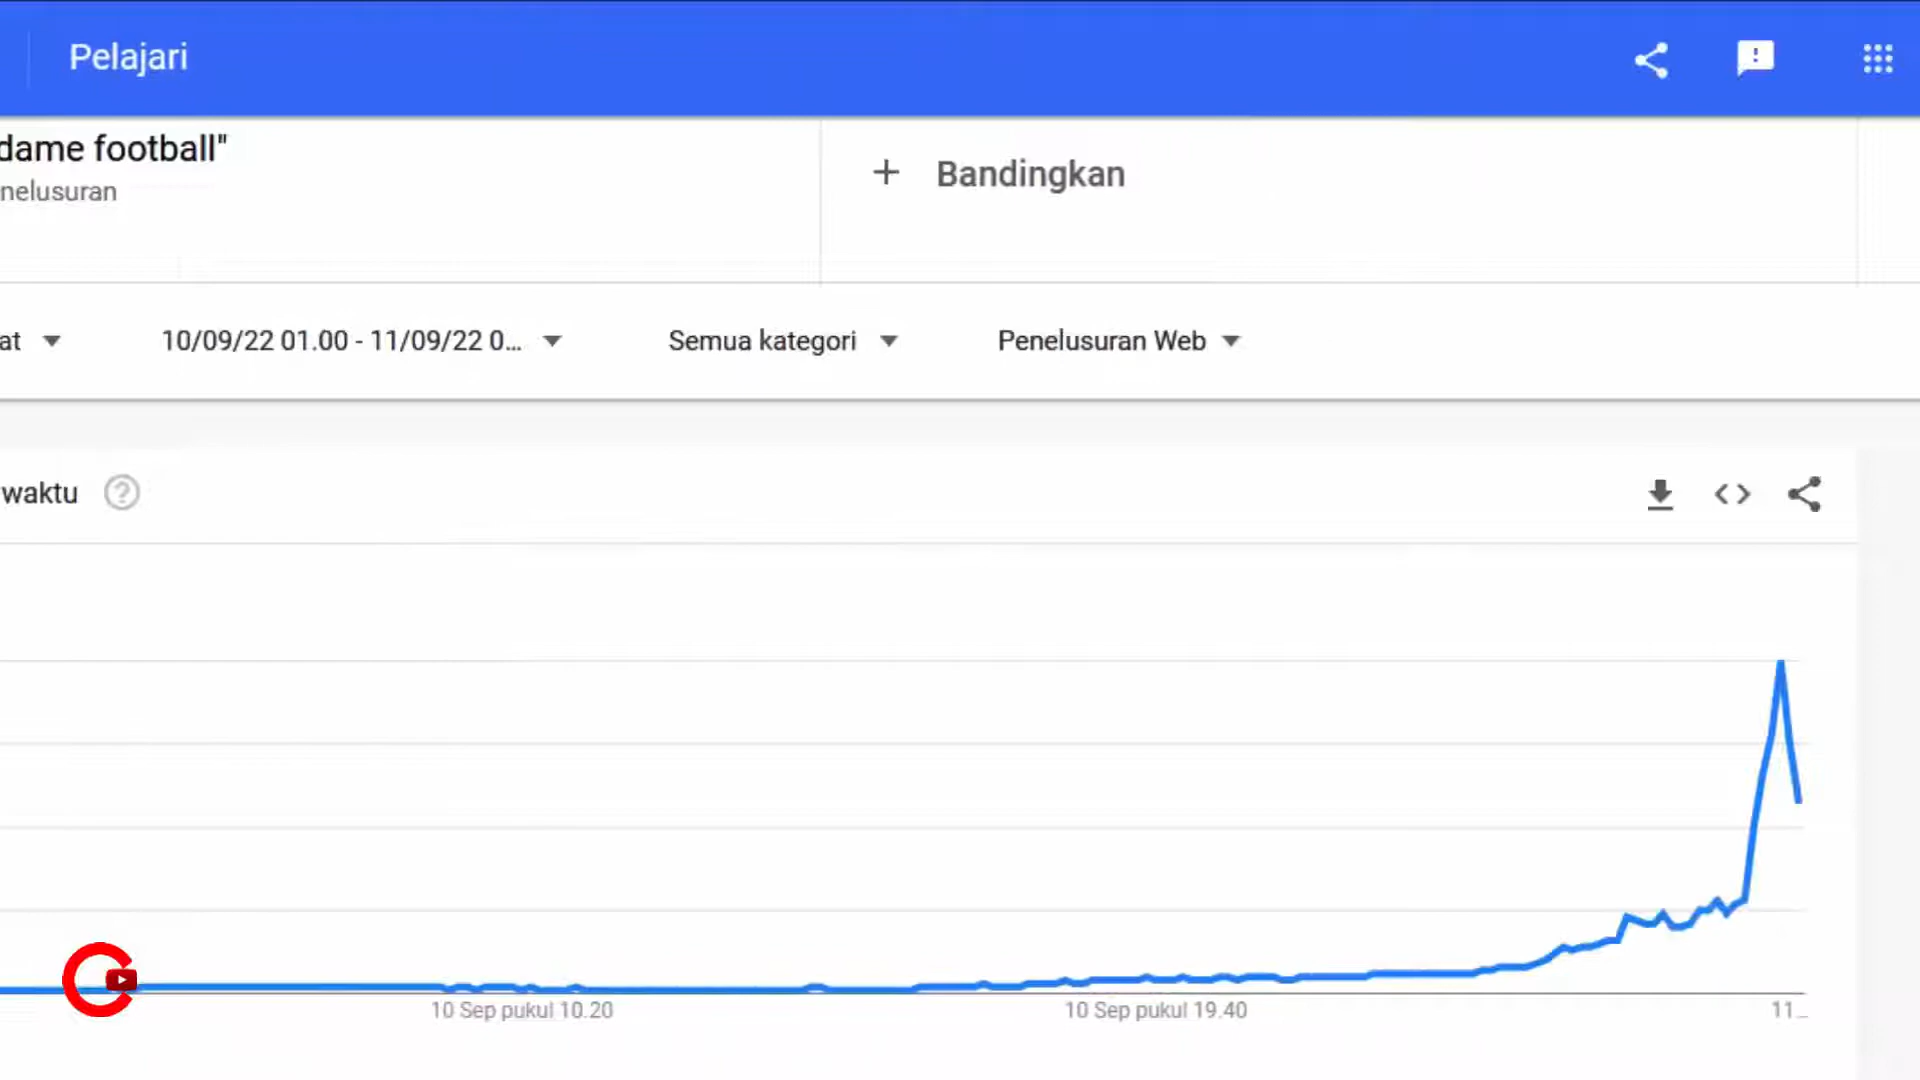 Pelajari
dame football"
nelusuran
+ Bandingkan
at
10/09/22 01.00 - 11/09/22 0...
Semua kategori
Penelusuran Web
waktu
10 Sep pukul 10.20
10 Sep pukul 19.40
11...